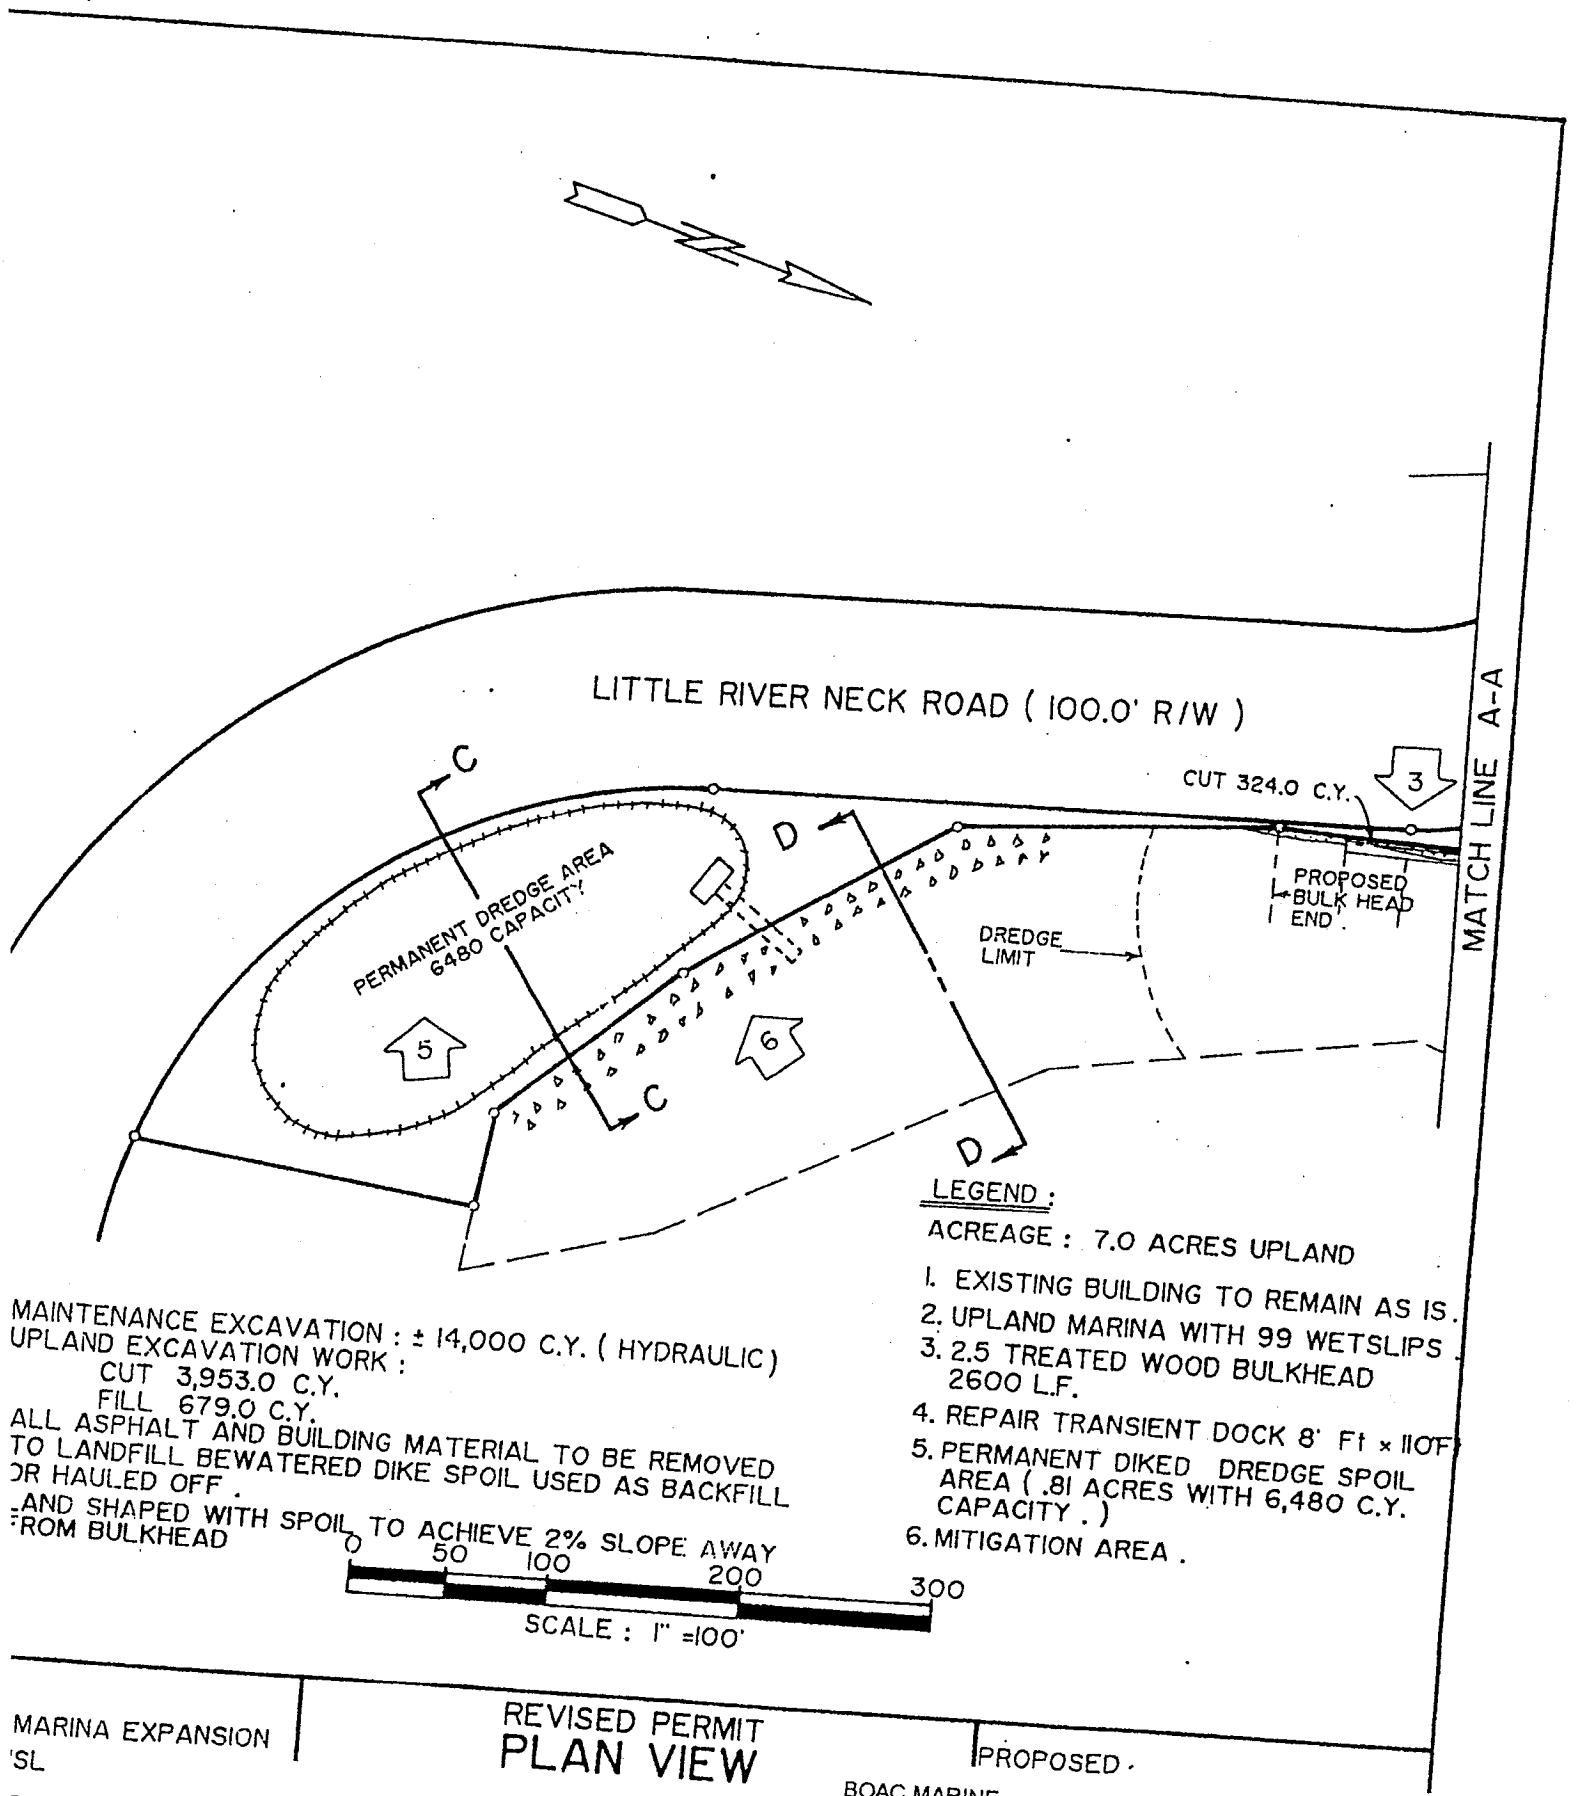 LITTLE RIVER NECK ROAD ( 100.0' R/W )
MATCH LINE A-A
C
CUT 324.0 C.Y.
3
D
PERMANENT DREDGE AREA
6480 CAPACITY
PROPOSED
BULK HEAD
END
DREDGE
LIMIT
5
6
C
D
LEGEND :
ACREAGE : 7.0 ACRES UPLAND
1. EXISTING BUILDING TO REMAIN AS IS.
2. UPLAND MARINA WITH 99 WETSLIPS .
3. 2.5 TREATED WOOD BULKHEAD
2600 L.F.
4. REPAIR TRANSIENT DOCK 8' Ft x 110'F
5. PERMANENT DIKED DREDGE SPOIL
AREA ( .81 ACRES WITH 6,480 C.Y.
CAPACITY . )
6. MITIGATION AREA .
MAINTENANCE EXCAVATION : ± 14,000 C.Y. ( HYDRAULIC )
UPLAND EXCAVATION WORK :
CUT 3,953.0 C.Y.
FILL 679.0 C.Y.
ALL ASPHALT AND BUILDING MATERIAL TO BE REMOVED
TO LANDFILL BEWATERED DIKE SPOIL USED AS BACKFILL
OR HAULED OFF .
LAND SHAPED WITH SPOIL TO ACHIEVE 2% SLOPE AWAY
FROM BULKHEAD
0 50 100 200 300
SCALE : 1" =100'
MARINA EXPANSION
'SL
REVISED PERMIT
PLAN VIEW
PROPOSED .
BOAC MARINE